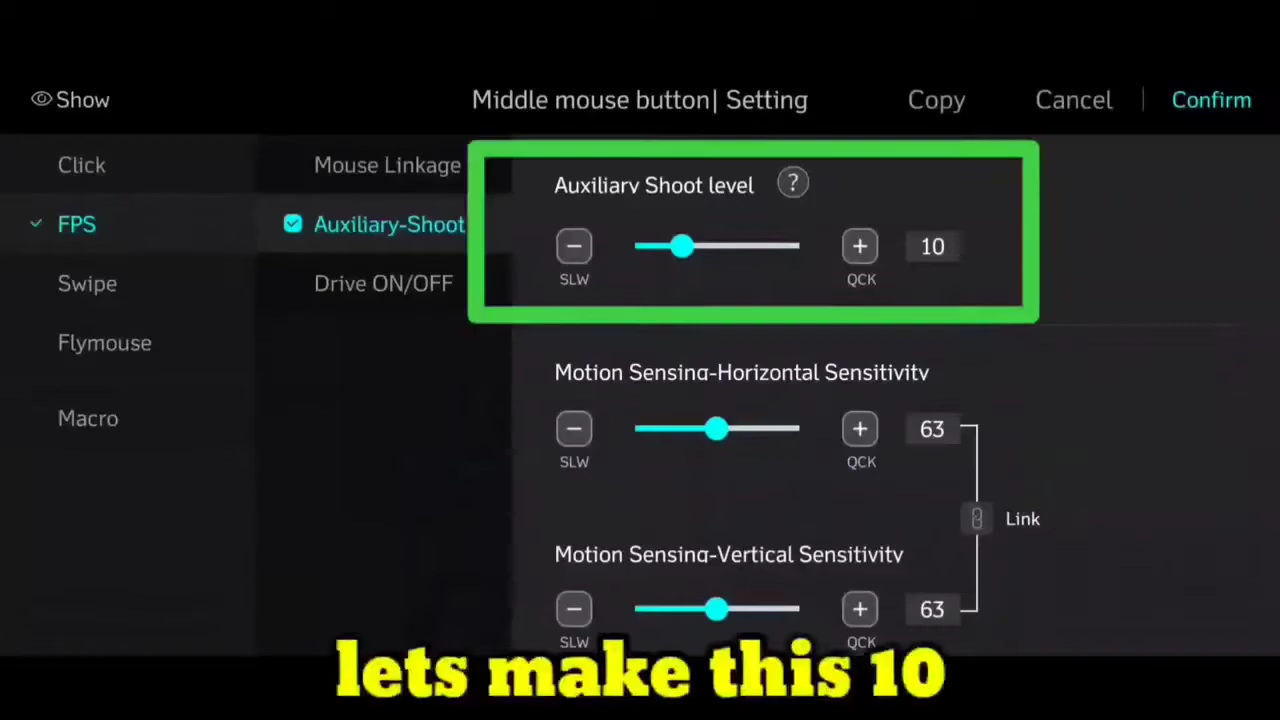 Show
Middle mouse button| Setting
Copy
Cancel
Confirm
Click
FPS
Swipe
Flymouse
Macro
Mouse Linkage
Auxiliary-Shoot
Drive ON/OFF
Auxiliary Shoot level ?
− + 10
SLW QCK
Motion Sensing-Horizontal Sensitivity
− + 63
SLW QCK
Link
Motion Sensing-Vertical Sensitivity
− + 63
SLW QCK
lets make this 10